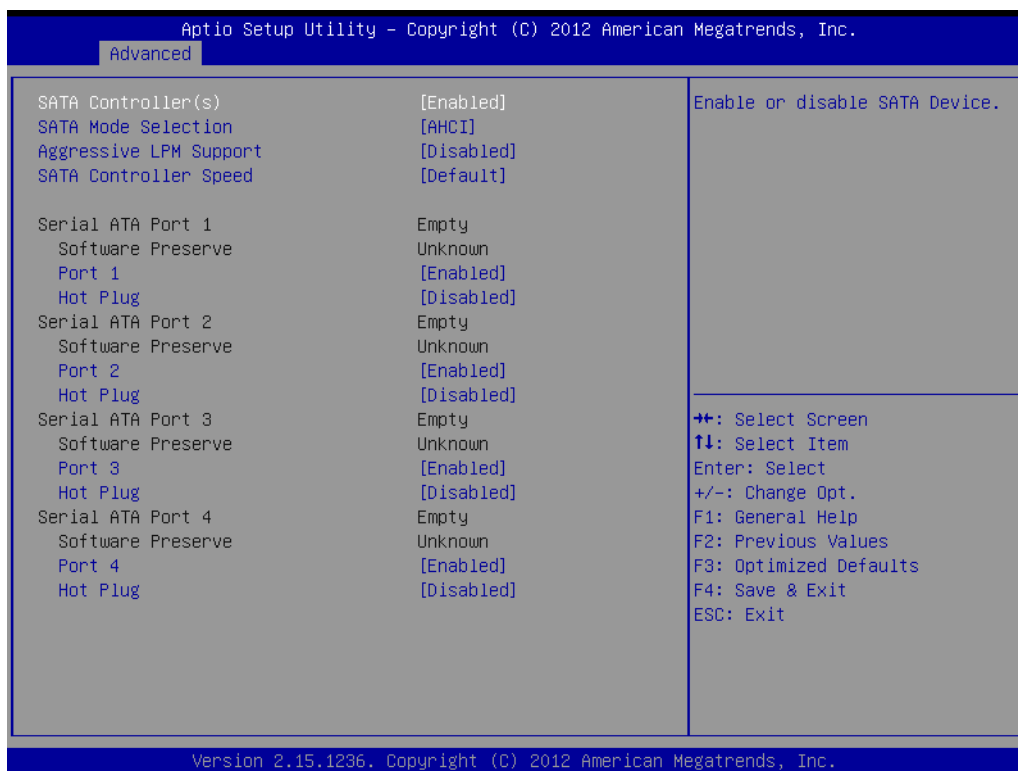 Aptio Setup Utility – Copyright (C) 2012 American Megatrends, Inc.
Advanced
SATA Controller(s) [Enabled]
SATA Mode Selection [AHCI]
Aggressive LPM Support [Disabled]
SATA Controller Speed [Default]
Serial ATA Port 1 Empty
Software Preserve Unknown
Port 1 [Enabled]
Hot Plug [Disabled]
Serial ATA Port 2 Empty
Software Preserve Unknown
Port 2 [Enabled]
Hot Plug [Disabled]
Serial ATA Port 3 Empty
Software Preserve Unknown
Port 3 [Enabled]
Hot Plug [Disabled]
Serial ATA Port 4 Empty
Software Preserve Unknown
Port 4 [Enabled]
Hot Plug [Disabled]
Enable or disable SATA Device.
→←: Select Screen
↑↓: Select Item
Enter: Select
+/-: Change Opt.
F1: General Help
F2: Previous Values
F3: Optimized Defaults
F4: Save & Exit
ESC: Exit
Version 2.15.1236. Copyright (C) 2012 American Megatrends, Inc.